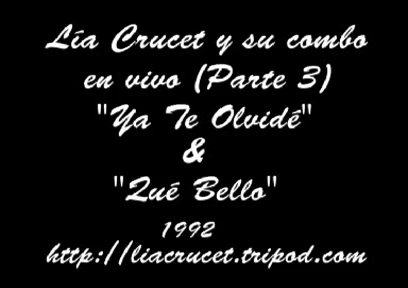 Lía Crucet y su combo
en vivo (Parte 3)
"Ya Te Olvidé"
&
"Qué Bello"
1992
http://liacrucet.tripod.com